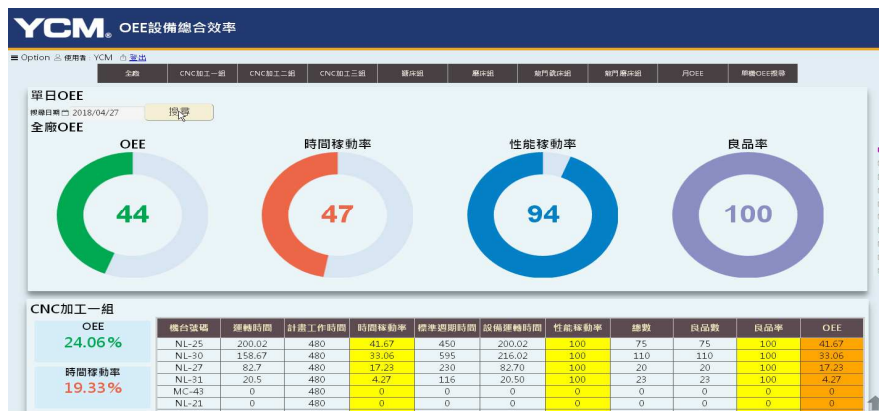 YCM® OEE設備總合效率
Option 使用者 : YCM 登出
全廠 CNC加工一組 CNC加工二組 CNC加工三組 銑床組 磨床組 龍門銑床組 龍門磨床組 月OEE 單機OEE搜尋
單日OEE
搜尋日期 2018/04/27 搜尋
全廠OEE
OEE 時間稼動率 性能稼動率 良品率
44 47 94 100
CNC加工一組
OEE
24.06%
時間稼動率
19.33%
機台號碼 運轉時間 計畫工作時間 時間稼動率 標準週期時間 設備運轉時間 性能稼動率 總數 良品數 良品率 OEE
NL-25 200.02 480 41.67 450 200.02 100 75 75 100 41.67
NL-30 158.67 480 33.06 595 216.02 100 110 110 100 33.06
NL-27 82.7 480 17.23 230 82.70 100 20 20 100 17.23
NL-31 20.5 480 4.27 116 20.50 100 23 23 100 4.27
MC-43 0 480 0 0 0 0 0 0 0 0
NL-21 0 480 0 0 0 0 0 0 0 0